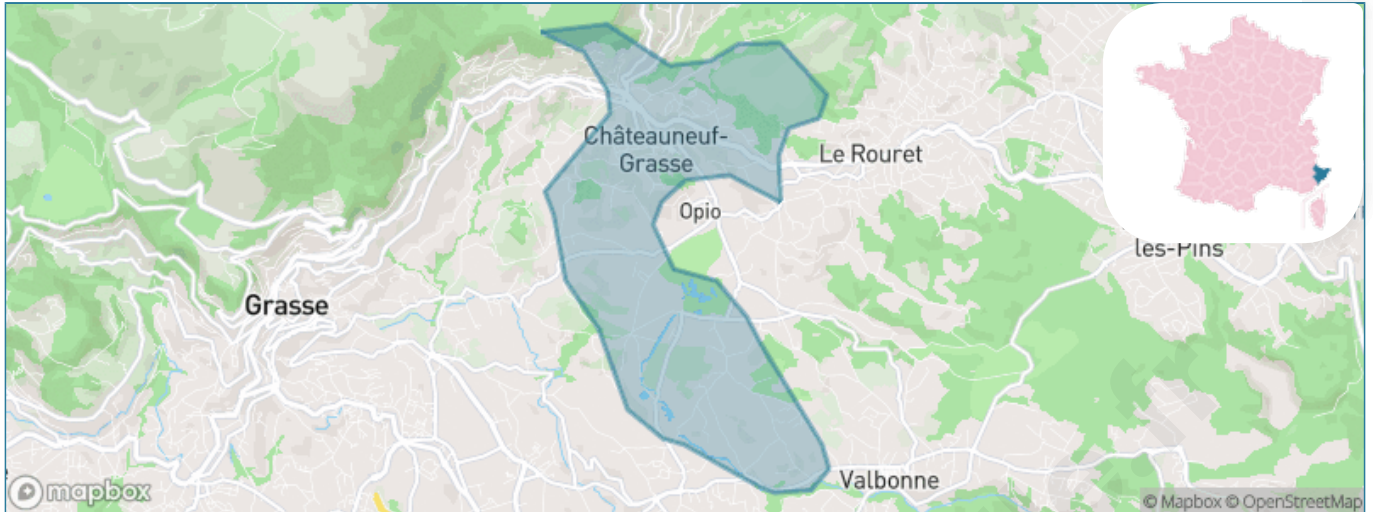 Châteauneuf-
Grasse
Le Rouret
Opio
les-Pins
Grasse
Valbonne
mapbox
© Mapbox © OpenStreetMap